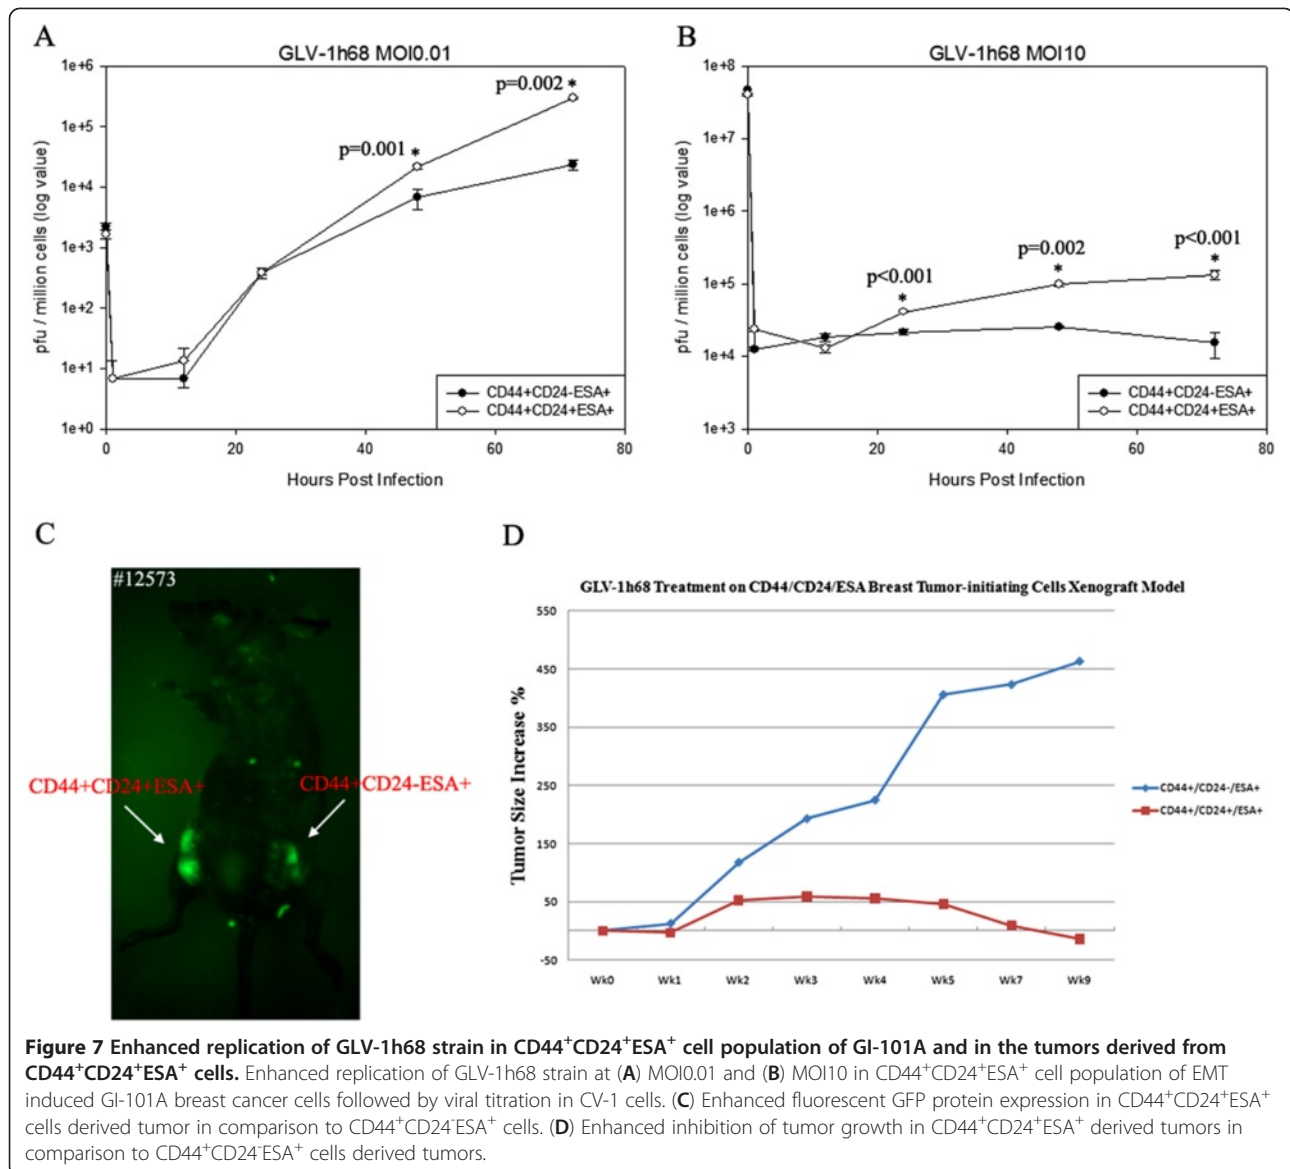 A
GLV-1h68 MOI0.01
1e+6
1e+5
1e+4
1e+3
1e+2
1e+1
1e+0
pfu / million cells (log value)
p=0.001 *
p=0.002 *
CD44+CD24-ESA+
CD44+CD24+ESA+
0 20 40 60 80
Hours Post Infection
B
GLV-1h68 MOI10
1e+8
1e+7
1e+6
1e+5
1e+4
1e+3
pfu / million cells (log value)
p<0.001
*
p=0.002
*
p<0.001
*
CD44+CD24-ESA+
CD44+CD24+ESA+
0 20 40 60 80
Hours Post Infection
C
#12573
CD44+CD24+ESA+
CD44+CD24-ESA+
D
GLV-1h68 Treatment on CD44/CD24/ESA Breast Tumor-initiating Cells Xenograft Model
550
450
350
250
150
50
-50
Tumor Size Increase %
Wk0 Wk1 Wk2 Wk3 Wk4 Wk5 Wk7 Wk9
CD44+/CD24-/ESA+
CD44+/CD24+/ESA+
Figure 7 Enhanced replication of GLV-1h68 strain in CD44⁺CD24⁺ESA⁺ cell population of GI-101A and in the tumors derived from
CD44⁺CD24⁺ESA⁺ cells. Enhanced replication of GLV-1h68 strain at (A) MOI0.01 and (B) MOI10 in CD44⁺CD24⁺ESA⁺ cell population of EMT
induced GI-101A breast cancer cells followed by viral titration in CV-1 cells. (C) Enhanced fluorescent GFP protein expression in CD44⁺CD24⁺ESA⁺
cells derived tumor in comparison to CD44⁺CD24⁻ESA⁺ cells. (D) Enhanced inhibition of tumor growth in CD44⁺CD24⁺ESA⁺ derived tumors in
comparison to CD44⁺CD24⁻ESA⁺ cells derived tumors.